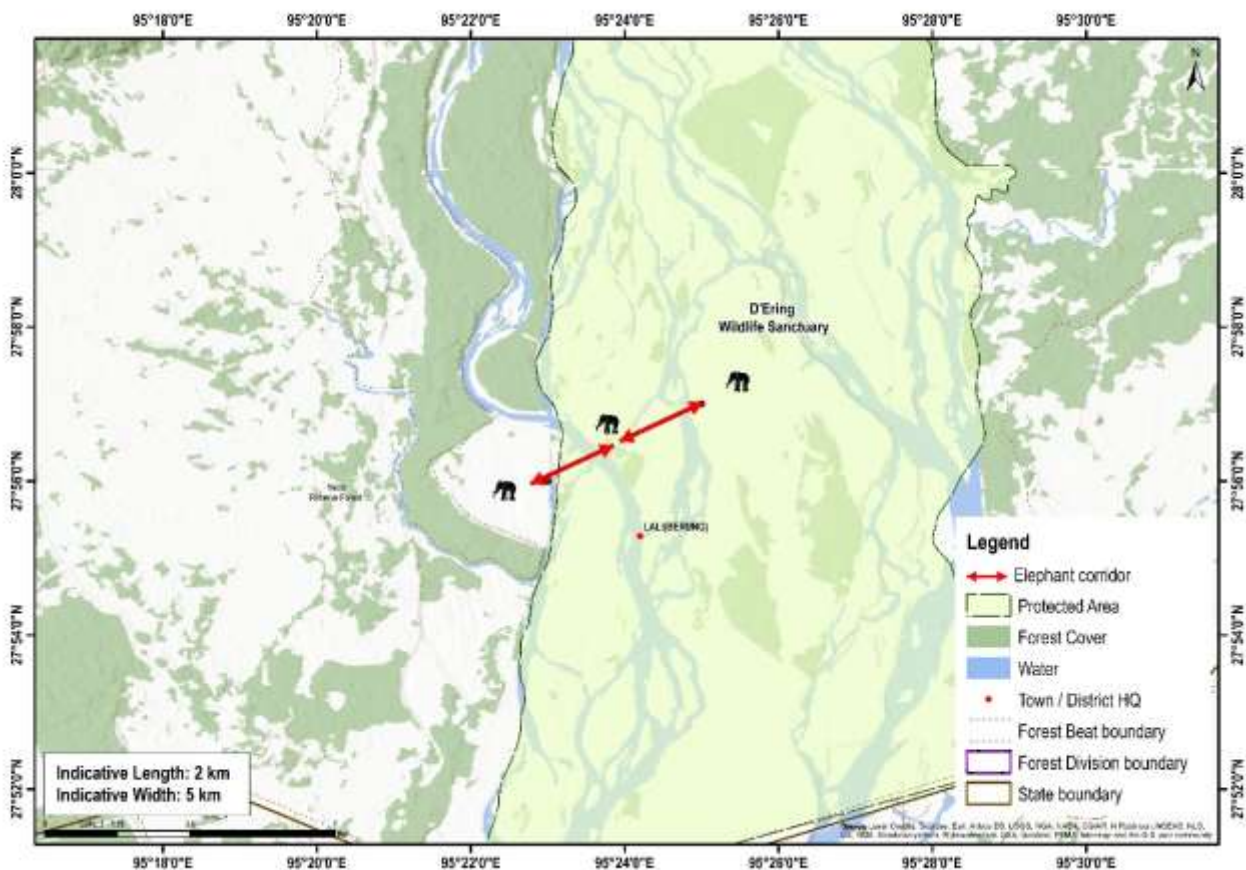 95°18'0"E 95°20'0"E 95°22'0"E 95°24'0"E 95°26'0"E 95°28'0"E 95°30'0"E
N
28°0'0"N 28°0'0"N
27°58'0"N 27°58'0"N
D'Ering
Wildlife Sanctuary
27°56'0"N 27°56'0"N
Forest
LALI(BERUNG)
Legend
Elephant corridor
Protected Area
Forest Cover
Water
Town / District HQ
Forest Beat boundary
Forest Division boundary
State boundary
27°54'0"N 27°54'0"N
27°52'0"N 27°52'0"N
Indicative Length: 2 km
Indicative Width: 5 km
95°18'0"E 95°20'0"E 95°22'0"E 95°24'0"E 95°26'0"E 95°28'0"E 95°30'0"E